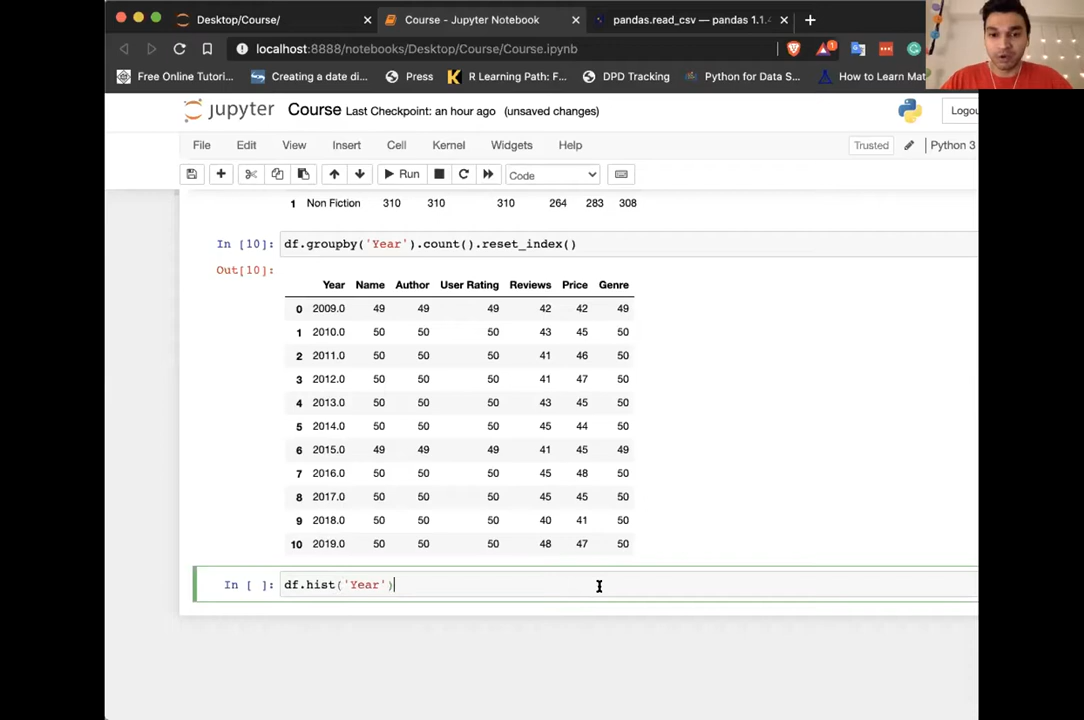 Desktop/Course/
Course - Jupyter Notebook
pandas.read_csv — pandas 1.1.4
localhost:8888/notebooks/Desktop/Course/Course.ipynb
Free Online Tutori...
Creating a date di...
Press
R Learning Path: F...
DPD Tracking
Python for Data S...
How to Learn Mat
jupyter Course Last Checkpoint: an hour ago (unsaved changes)
Logou
File Edit View Insert Cell Kernel Widgets Help
Trusted
Python 3
Run
Code
1 Non Fiction 310 310 310 264 283 308
In [10]: df.groupby('Year').count().reset_index()
Out[10]:
Year Name Author User Rating Reviews Price Genre
0 2009.0 49 49 49 42 42 49
1 2010.0 50 50 50 43 45 50
2 2011.0 50 50 50 41 46 50
3 2012.0 50 50 50 41 47 50
4 2013.0 50 50 50 43 45 50
5 2014.0 50 50 50 45 44 50
6 2015.0 49 49 49 41 45 49
7 2016.0 50 50 50 45 48 50
8 2017.0 50 50 50 45 45 50
9 2018.0 50 50 50 40 41 50
10 2019.0 50 50 50 48 47 50
In [ ]: df.hist('Year')